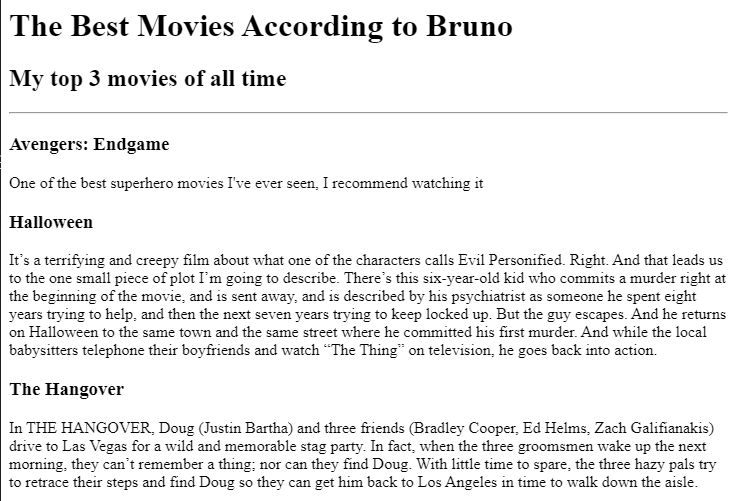 The Best Movies According to Bruno
My top 3 movies of all time
Avengers: Endgame
One of the best superhero movies I've ever seen, I recommend watching it
Halloween
It’s a terrifying and creepy film about what one of the characters calls Evil Personified. Right. And that leads us
to the one small piece of plot I’m going to describe. There’s this six-year-old kid who commits a murder right at
the beginning of the movie, and is sent away, and is described by his psychiatrist as someone he spent eight
years trying to help, and then the next seven years trying to keep locked up. But the guy escapes. And he returns
on Halloween to the same town and the same street where he committed his first murder. And while the local
babysitters telephone their boyfriends and watch “The Thing” on television, he goes back into action.
The Hangover
In THE HANGOVER, Doug (Justin Bartha) and three friends (Bradley Cooper, Ed Helms, Zach Galifianakis)
drive to Las Vegas for a wild and memorable stag party. In fact, when the three groomsmen wake up the next
morning, they can’t remember a thing; nor can they find Doug. With little time to spare, the three hazy pals try
to retrace their steps and find Doug so they can get him back to Los Angeles in time to walk down the aisle.